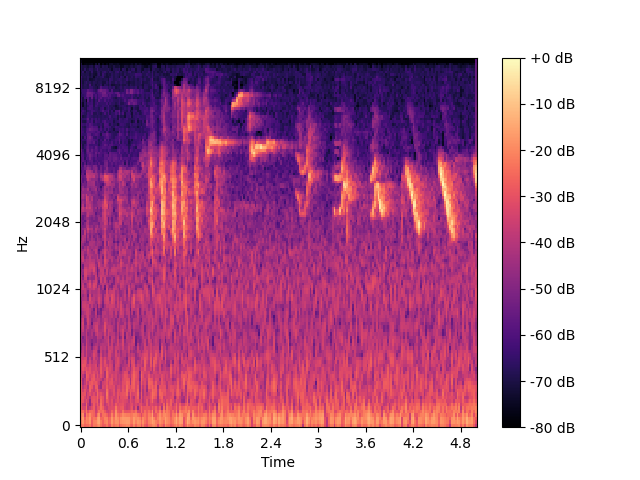 8192
4096
2048
1024
512
0
Hz
0 0.6 1.2 1.8 2.4 3 3.6 4.2 4.8
Time
+0 dB
-10 dB
-20 dB
-30 dB
-40 dB
-50 dB
-60 dB
-70 dB
-80 dB